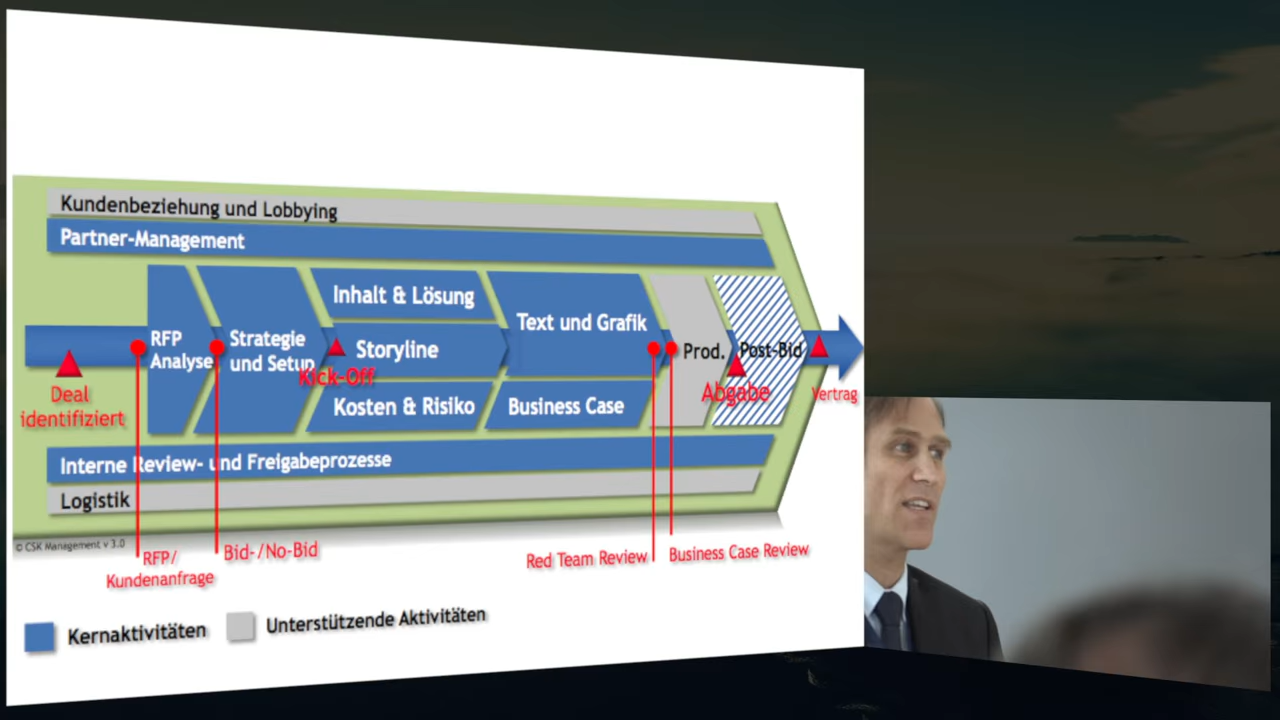 Kundenbeziehung und Lobbying
Partner-Management
RFP
Analyse
Strategie
und Setup
Inhalt & Lösung
Storyline
Kosten & Risiko
Text und Grafik
Business Case
Prod.
Post-Bid
Deal
identifiziert
Kick-Off
Abgabe
Vertrag
Interne Review- und Freigabeprozesse
Logistik
© CSK Management v 3.0
RFP/
Kundenanfrage
Bid-/No-Bid
Red Team Review
Business Case Review
Kernaktivitäten
Unterstützende Aktivitäten